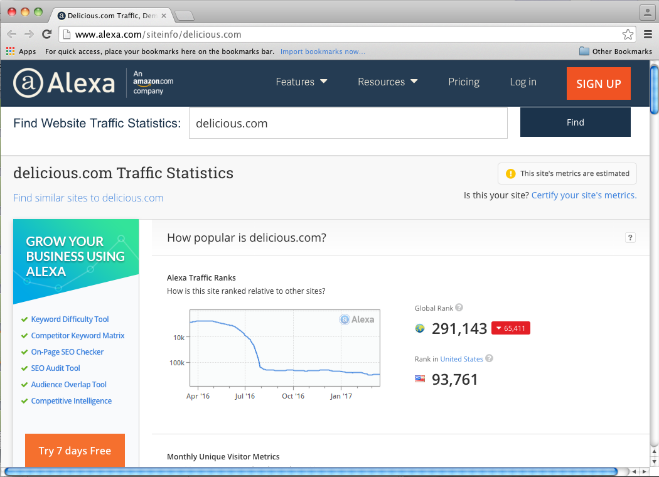 Delicious.com Traffic, Dem
www.alexa.com/siteinfo/delicious.com
Apps For quick access, place your bookmarks here on the bookmarks bar. Import bookmarks now... Other Bookmarks
a Alexa An amazon.com company Features Resources Pricing Log in SIGN UP
Find Website Traffic Statistics: delicious.com Find
delicious.com Traffic Statistics
This site's metrics are estimated
Find similar sites to delicious.com
Is this your site? Certify your site's metrics.
GROW YOUR
BUSINESS USING
ALEXA
Keyword Difficulty Tool
Competitor Keyword Matrix
On-Page SEO Checker
SEO Audit Tool
Audience Overlap Tool
Competitive Intelligence
Try 7 days Free
How popular is delicious.com? ?
Alexa Traffic Ranks
How is this site ranked relative to other sites?
a Alexa
10k
100k
Apr '16 Jul '16 Oct '16 Jan '17
Global Rank ?
291,143 65,411
Rank in United States ?
93,761
Monthly Unique Visitor Metrics